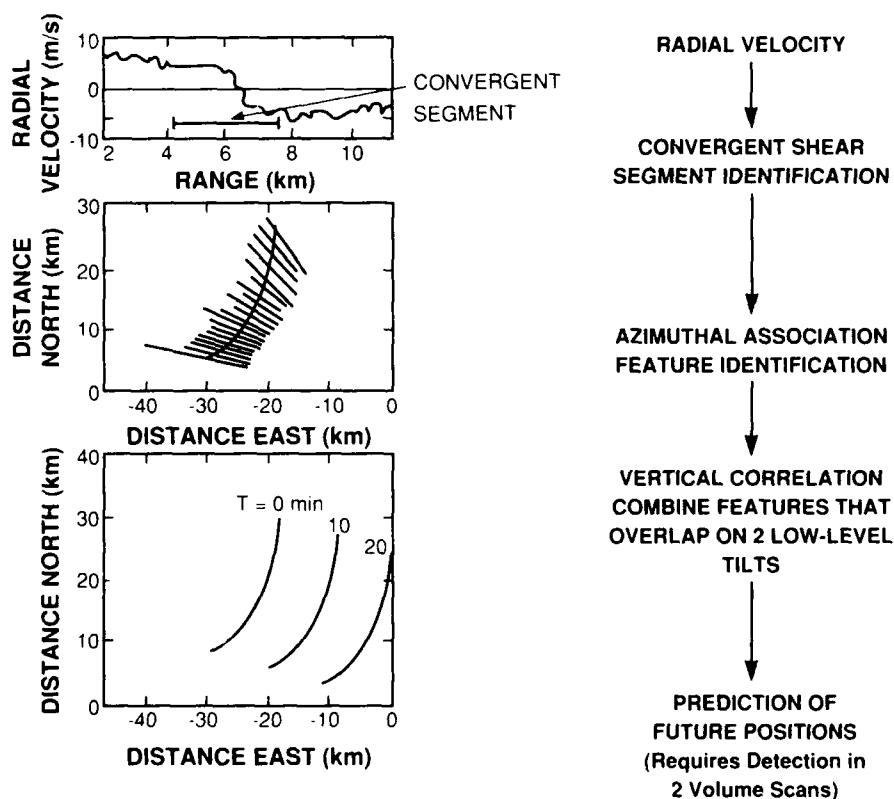 RADIAL
VELOCITY (m/s)
10
0
-10
2
4
6
8
10
RANGE (km)
CONVERGENT
SEGMENT
DISTANCE
NORTH (km)
30
20
10
0
-40
-30
-20
-10
0
DISTANCE EAST (km)
DISTANCE NORTH (km)
40
30
20
10
0
T = 0 min
10
20
-40
-30
-20
-10
0
DISTANCE EAST (km)
RADIAL VELOCITY
CONVERGENT SHEAR
SEGMENT IDENTIFICATION
AZIMUTHAL ASSOCIATION
FEATURE IDENTIFICATION
VERTICAL CORRELATION
COMBINE FEATURES THAT
OVERLAP ON 2 LOW-LEVEL
TILTS
PREDICTION OF
FUTURE POSITIONS
(Requires Detection in
2 Volume Scans)